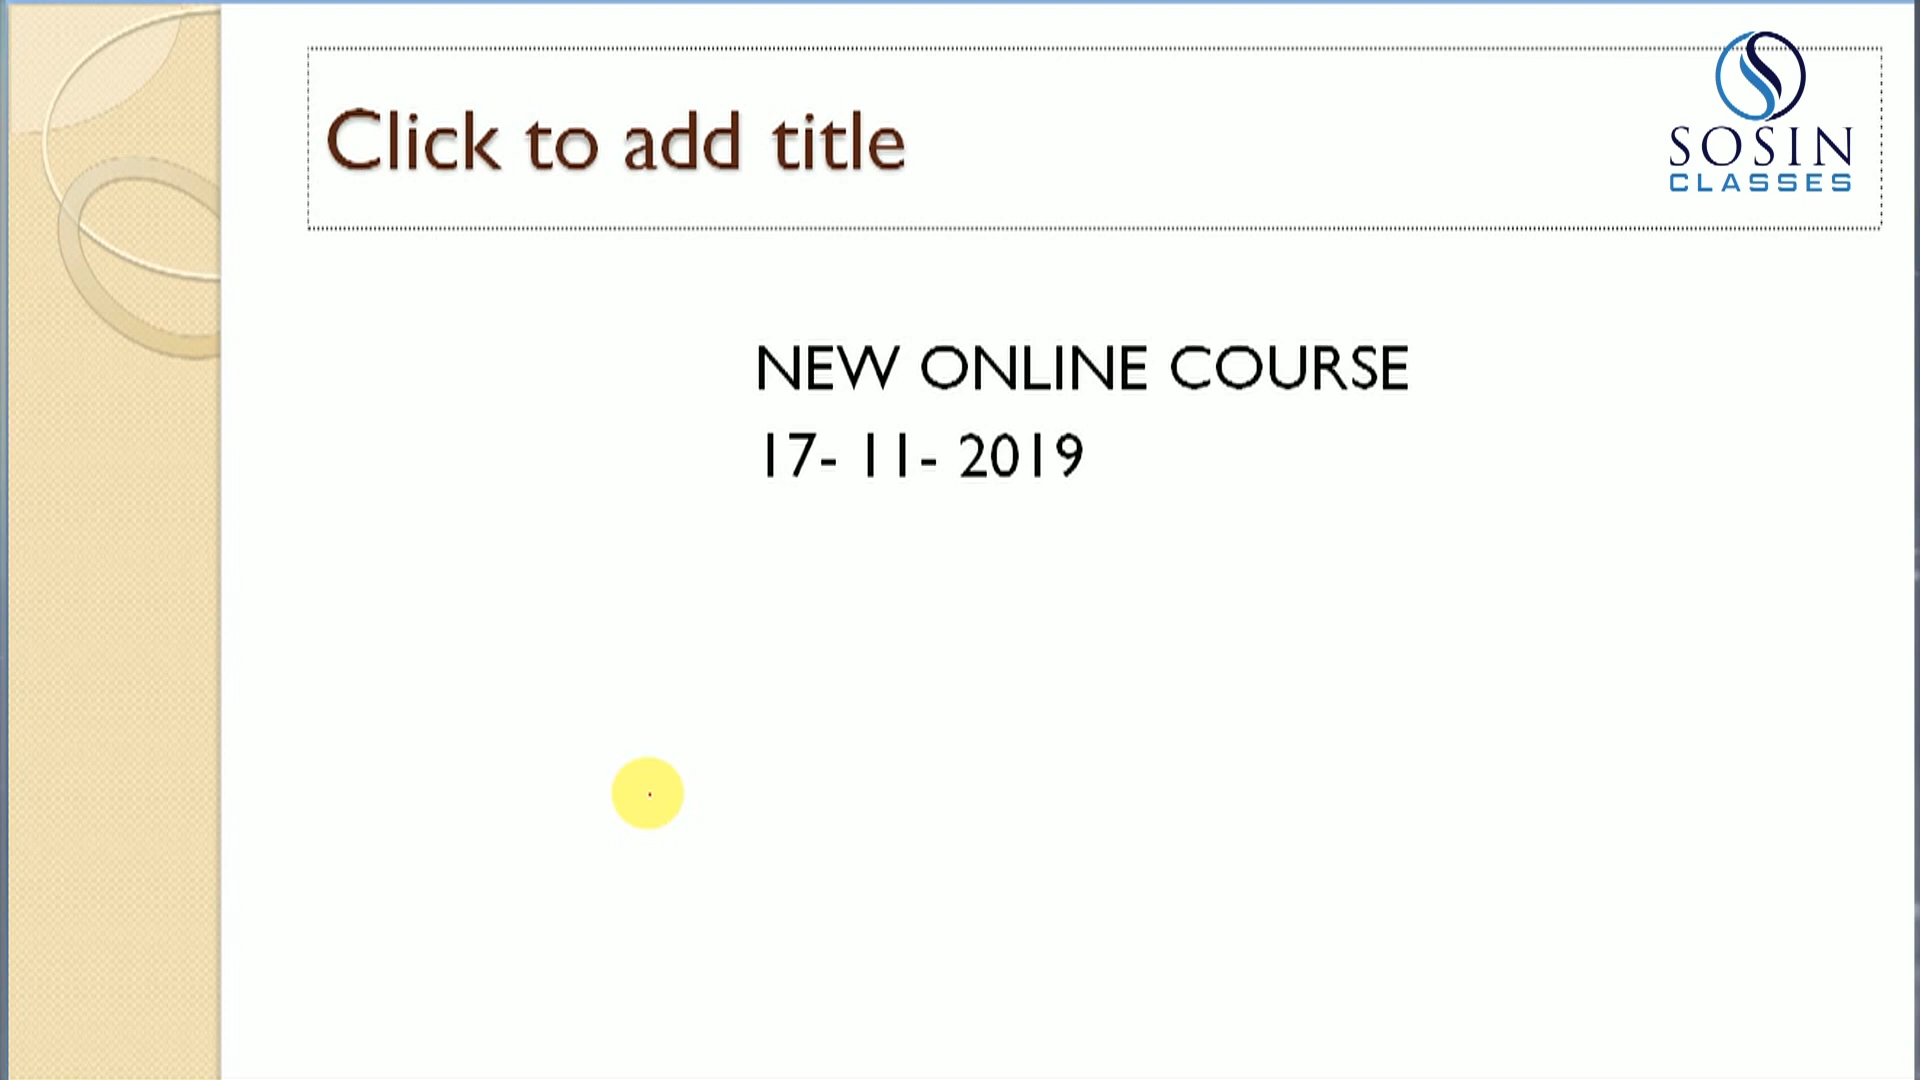 Click to add title
SOSIN
CLASSES
NEW ONLINE COURSE
17- 11- 2019